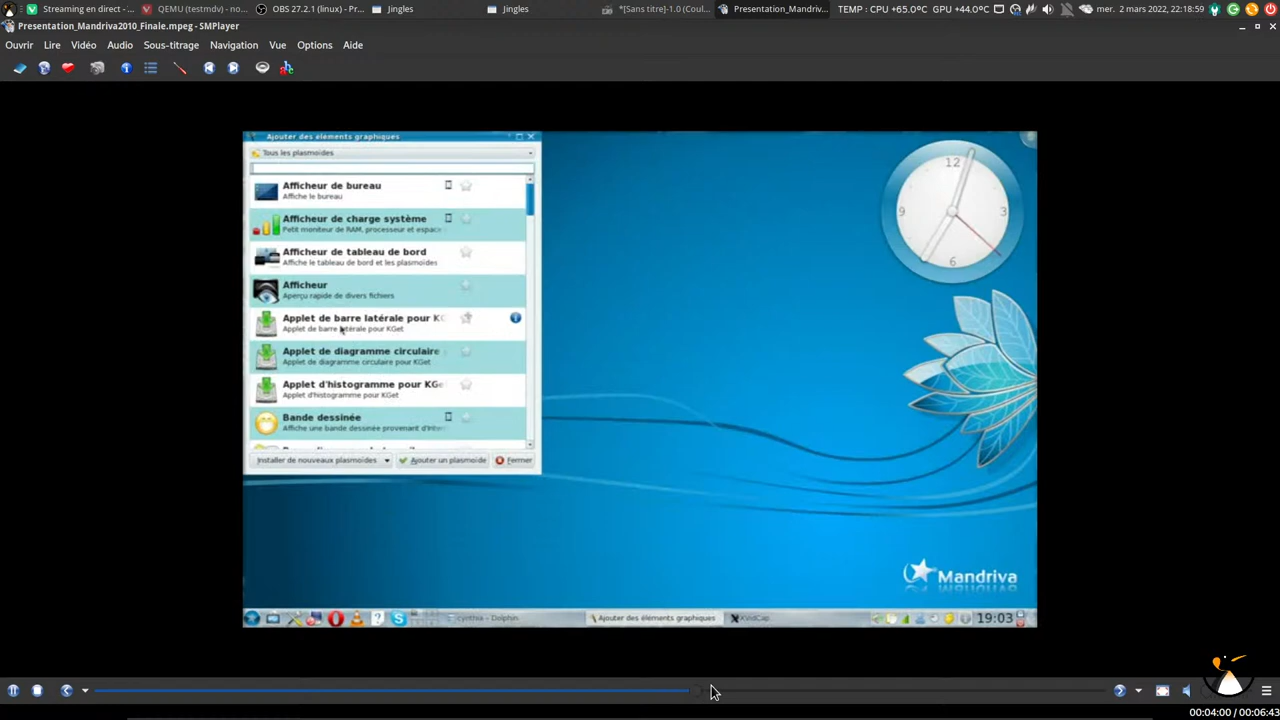 Streaming en direct - ...
QEMU (testmdv) - no...
OBS 27.2.1 (linux) - Pr...
Jingles
Jingles
*[Sans titre]-1.0 (Coul...
Presentation_Mandriv...
TEMP : CPU +65.0°C GPU +44.0°C
mer. 2 mars 2022, 22:18:59
Presentation_Mandriva2010_Finale.mpeg - SMPlayer
Ouvrir Lire Vidéo Audio Sous-titrage Navigation Vue Options Aide
Ajouter des éléments graphiques
Tous les plasmoïdes
Afficheur de bureau
Affiche le bureau
Afficheur de charge système
Petit moniteur de RAM, processeur et espace
Afficheur de tableau de bord
Affiche le tableau de bord et les plasmoïdes
Afficheur
Aperçu rapide de divers fichiers
Applet de barre latérale pour KG
Applet de barre latérale pour KGet
Applet de diagramme circulaire
Applet de diagramme circulaire pour KGet
Applet d'histogramme pour KGe
Applet d'histogramme pour KGet
Bande dessinée
Affiche une bande dessinée provenant d'Inter
Installer de nouveaux plasmoïdes
Ajouter un plasmoïde
Fermer
12
3
6
9
Mandriva
Dolphin
Ajouter des éléments graphiques
XVidCap
19:03
00:04:00 / 00:06:43